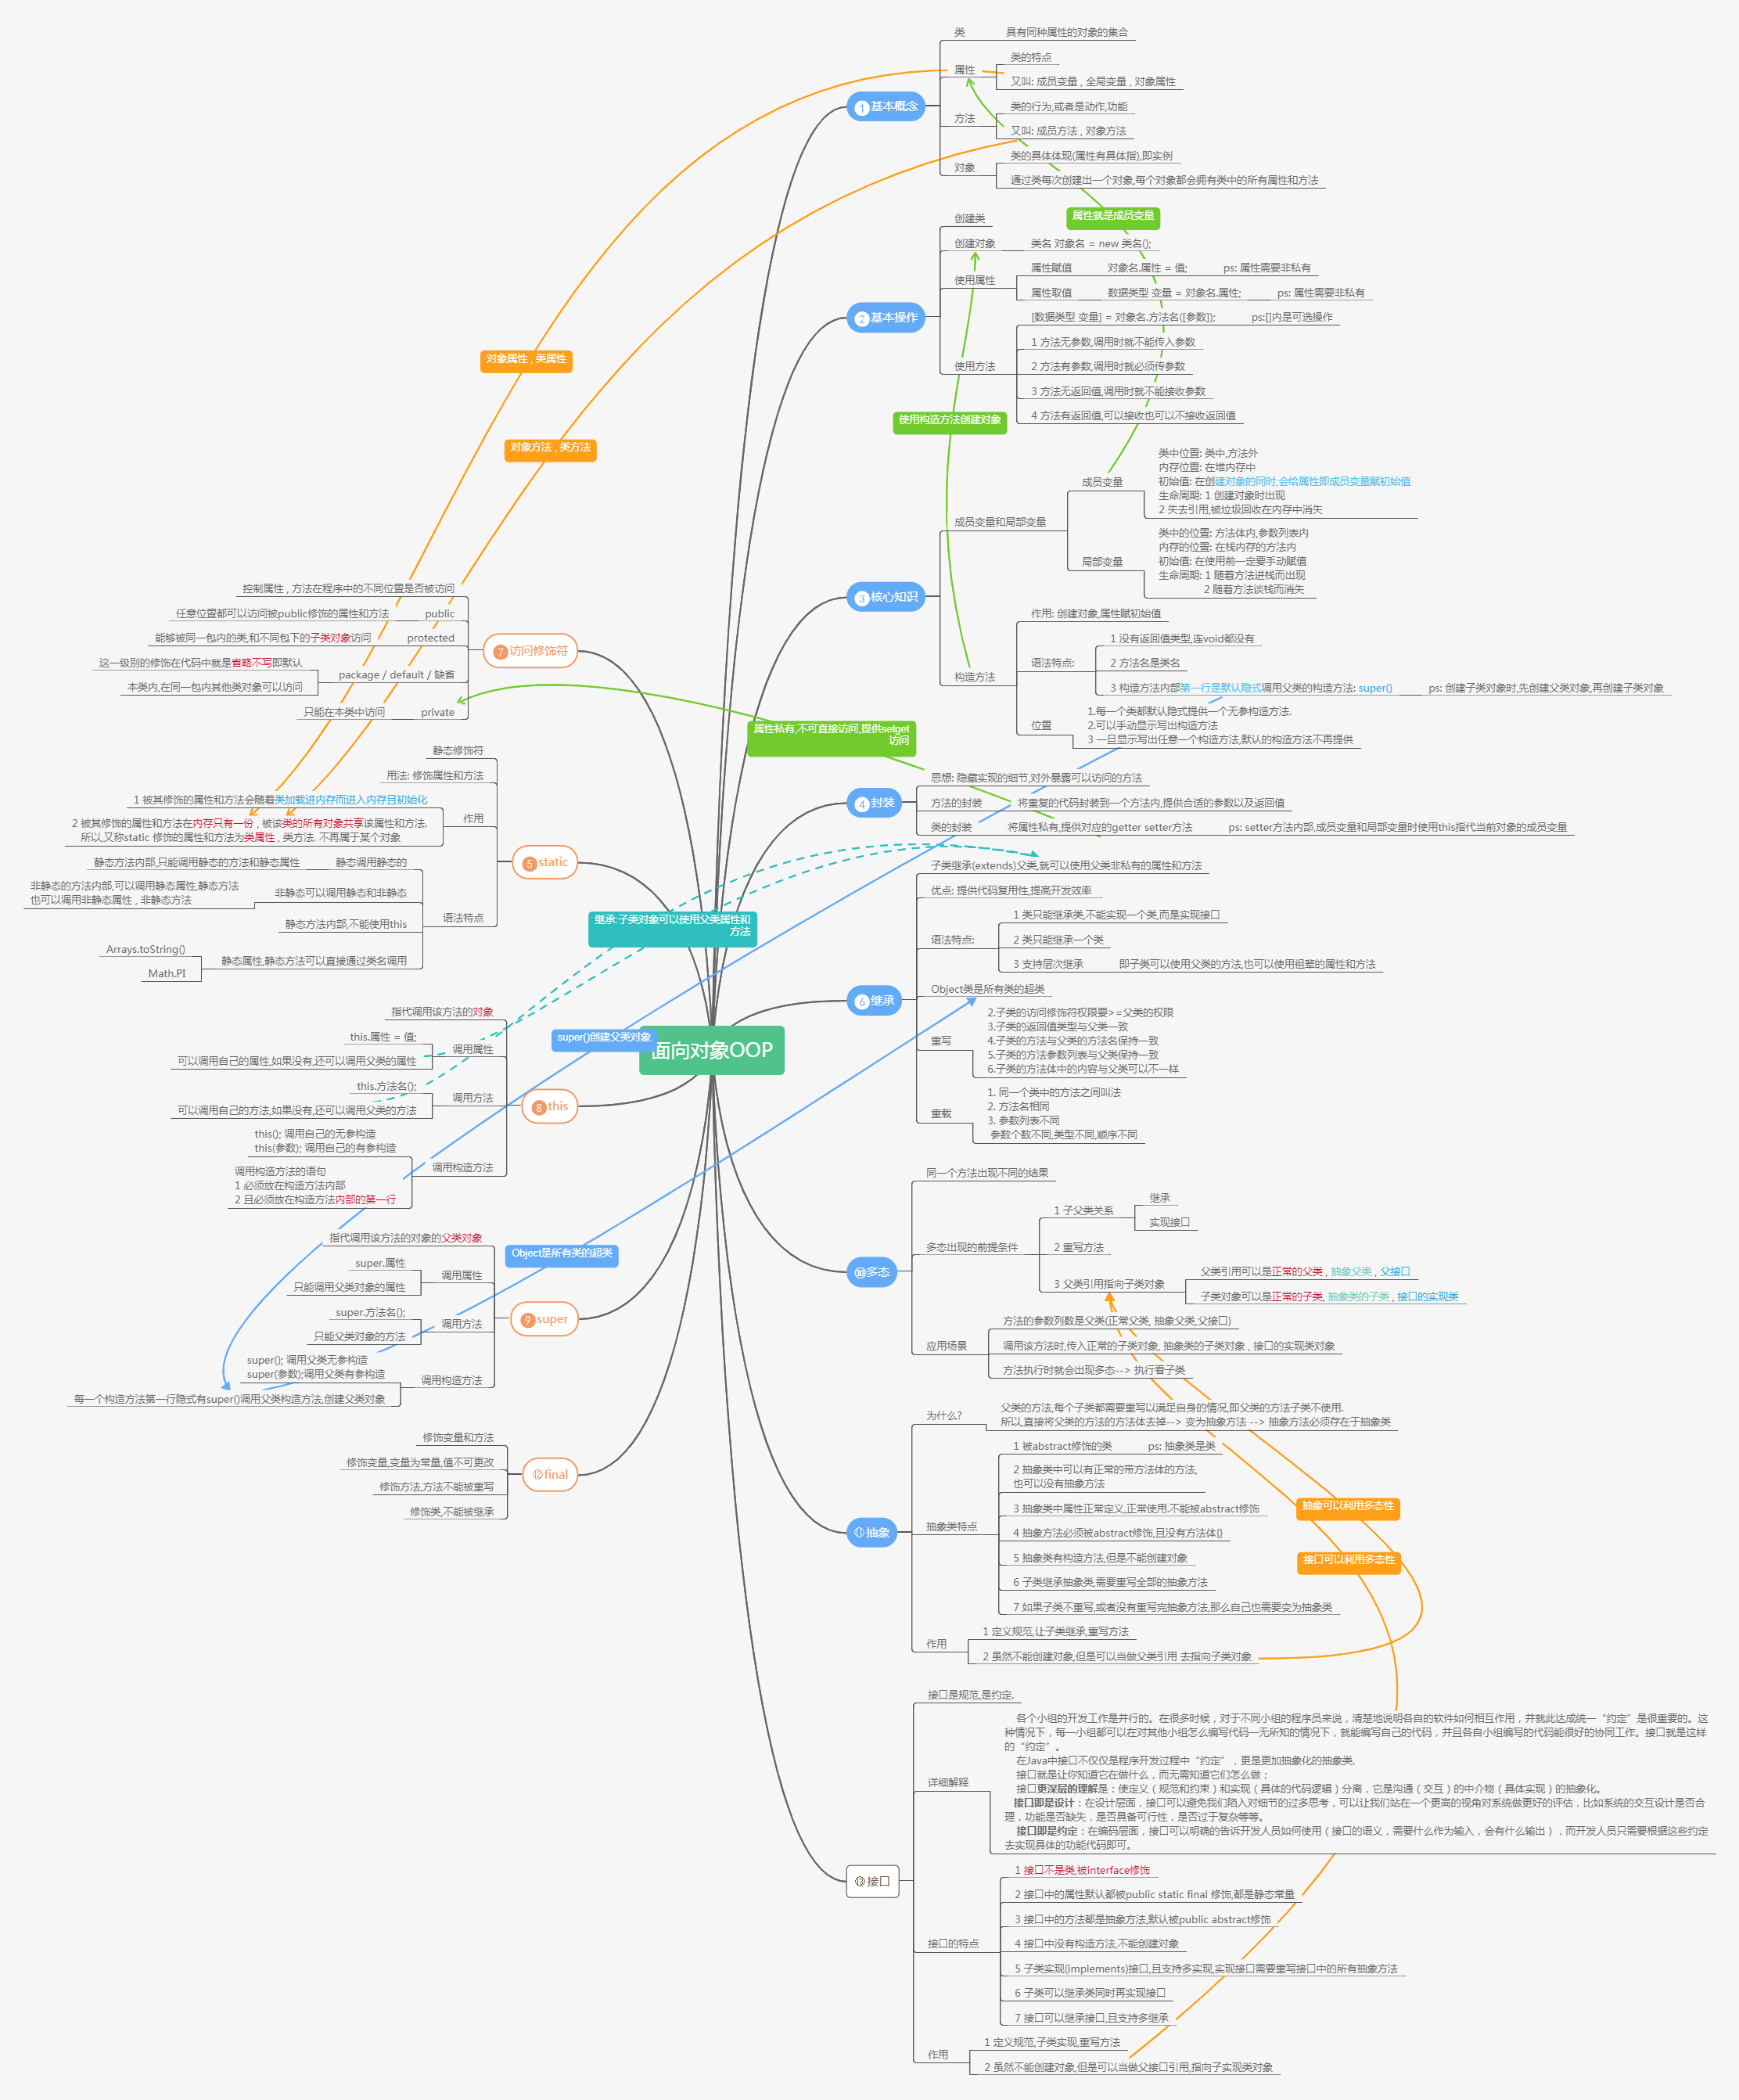 面向对象OOP
1 基本概念
类
具有同种属性的对象的集合
属性
类的特点
又叫: 成员变量 , 全局变量 , 对象属性
方法
类的行为,或者是动作,功能
又叫: 成员方法 , 对象方法
对象
类的具体体现(属性有具体指),即实例
通过类每次创建出一个对象,每个对象都会拥有类中的所有属性和方法
属性就是成员变量
2 基本操作
创建类
创建对象
类名 对象名 = new 类名();
使用属性
属性赋值
对象名.属性 = 值;
ps: 属性需要非私有
属性取值
数据类型 变量 = 对象名.属性;
ps: 属性需要非私有
使用方法
[数据类型 变量] = 对象名.方法名([参数]);
ps:[]内是可选操作
1 方法无参数,调用时就不能传入参数
2 方法有参数,调用时就必须传参数
3 方法无返回值,调用时就不能接收参数
4 方法有返回值,可以接收也可以不接收返回值
使用构造方法创建对象
3 核心知识
成员变量和局部变量
成员变量
类中位置: 类中,方法外
内存位置: 在堆内存中
初始值: 在创建对象的同时,会给属性即成员变量赋初始值
生命周期: 1 创建对象时出现
2 失去引用,被垃圾回收在内存中消失
局部变量
类中的位置: 方法体内,参数列表内
内存的位置: 在栈内存的方法内
初始值: 在使用前一定要手动赋值
生命周期: 1 随着方法进栈而出现
2 随着方法谈栈而消失
构造方法
作用: 创建对象,属性赋初始值
语法特点:
1 没有返回值类型,连void都没有
2 方法名是类名
3 构造方法内部第一行是默认隐式调用父类的构造方法: super()
ps: 创建子类对象时,先创建父类对象,再创建子类对象
位置
1.每一个类都默认隐式提供一个无参构造方法.
2.可以手动显示写出构造方法
3 一旦显示写出任意一个构造方法,默认的构造方法不再提供
属性私有,不可直接访问,提供setget
访问
4 封装
思想: 隐藏实现的细节,对外暴露可以访问的方法
方法的封装
将重复的代码封装到一个方法内,提供合适的参数以及返回值
类的封装
将属性私有,提供对应的getter setter方法
ps: setter方法内部,成员变量和局部变量时使用this指代当前对象的成员变量
6 继承
子类继承(extends)父类,就可以使用父类非私有的属性和方法
优点: 提供代码复用性,提高开发效率
语法特点:
1 类只能继承类,不能实现一个类,而是实现接口
2 类只能继承一个类
3 支持层次继承
即子类可以使用父类的方法,也可以使用祖辈的属性和方法
Object类是所有类的超类
重写
2.子类的访问修饰符权限要>=父类的权限
3.子类的返回值类型与父类一致
4.子类的方法与父类的方法名保持一致
5.子类的方法参数列表与父类保持一致
6.子类的方法体中的内容与父类可以不一样
重载
1. 同一个类中的方法之间叫法
2. 方法名相同
3. 参数列表不同
参数个数不同,类型不同,顺序不同
⑩多态
同一个方法出现不同的结果
多态出现的前提条件
1 子父类关系
继承
实现接口
2 重写方法
3 父类引用指向子类对象
父类引用可以是正常的父类 , 抽象父类 , 父接口
子类对象可以是正常的子类, 抽象类的子类 , 接口的实现类
应用场景
方法的参数列数是父类(正常父类, 抽象父类,父接口)
调用该方法时,传入正常的子类对象, 抽象类的子类对象 , 接口的实现类对象
方法执行时就会出现多态--> 执行看子类
⑪抽象
为什么?
父类的方法,每个子类都需要重写以满足自身的情况,即父类的方法子类不使用.
所以,直接将父类的方法的方法体去掉--> 变为抽象方法 --> 抽象方法必须存在于抽象类
抽象类特点
1 被abstract修饰的类
ps: 抽象类是类
2 抽象类中可以有正常的带方法体的方法,
也可以没有抽象方法
3 抽象类中属性正常定义,正常使用.不能被abstract修饰
4 抽象方法必须被abstract修饰,且没有方法体{}
5 抽象类有构造方法,但是不能创建对象
6 子类继承抽象类,需要重写全部的抽象方法
7 如果子类不重写,或者没有重写完抽象方法,那么自己也需要变为抽象类
作用
1 定义规范,让子类继承,重写方法
2 虽然不能创建对象,但是可以当做父类引用 去指向子类对象
抽象可以利用多态性
接口可以利用多态性
⑬接口
接口是规范,是约定.
详细解释
各个小组的开发工作是并行的。在很多时候，对于不同小组的程序员来说，清楚地说明各自的软件如何相互作用，并就此达成统一“约定”是很重要的。这
种情况下，每一小组都可以在对其他小组怎么编写代码一无所知的情况下，就能编写自己的代码，并且各自小组编写的代码能很好的协同工作。接口就是这样
的“约定”。
在Java中接口不仅仅是程序开发过程中“约定”，更是更加抽象化的抽象类.
接口就是让你知道它在做什么，而无需知道它们怎么做；
接口更深层的理解是：使定义（规范和约束）和实现（具体的代码逻辑）分离，它是沟通（交互）的中介物（具体实现）的抽象化。
接口即是设计：在设计层面，接口可以避免我们陷入对细节的过多思考，可以让我们站在一个更高的视角对系统做更好的评估，比如系统的交互设计是否合
理，功能是否缺失，是否具备可行性，是否过于复杂等等。
接口即是约定：在编码层面，接口可以明确的告诉开发人员如何使用（接口的语义，需要什么作为输入，会有什么输出），而开发人员只需要根据这些约定
去实现具体的功能代码即可。
接口的特点
1 接口不是类,被interface修饰
2 接口中的属性默认都被public static final 修饰,都是静态常量
3 接口中的方法都是抽象方法,默认被public abstract修饰
4 接口中没有构造方法,不能创建对象
5 子类实现(implements)接口,且支持多实现,实现接口需要重写接口中的所有抽象方法
6 子类可以继承类同时再实现接口
7 接口可以继承接口,且支持多继承
作用
1 定义规范,子类实现,重写方法
2 虽然不能创建对象,但是可以当做父接口引用,指向子实现类对象
对象属性 , 类属性
对象方法 , 类方法
7 访问修饰符
控制属性 , 方法在程序中的不同位置是否被访问
任意位置都可以访问被public修饰的属性和方法
public
能够被同一包内的类,和不同包下的子类对象访问
protected
这一级别的修饰在代码中就是省略不写即默认
package / default / 缺省
本类内,在同一包内其他类对象可以访问
只能在本类中访问
private
5 static
静态修饰符
用法: 修饰属性和方法
作用
1 被其修饰的属性和方法会随着类加载进内存而进入内存且初始化
2 被其修饰的属性和方法在内存只有一份 , 被该类的所有对象共享该属性和方法.
所以,又称static 修饰的属性和方法为类属性 , 类方法. 不再属于某个对象
语法特点
静态方法内部,只能调用静态的方法和静态属性
静态调用静态的
非静态的方法内部,可以调用静态属性,静态方法
也可以调用非静态属性 , 非静态方法
非静态可以调用静态和非静态
静态方法内部,不能使用this
Arrays.toString()
Math.PI
静态属性,静态方法可以直接通过类名调用
继承:子类对象可以使用父类属性和
方法
8 this
指代调用该方法的对象
this.属性 = 值;
调用属性
可以调用自己的属性,如果没有,还可以调用父类的属性
this.方法名();
调用方法
可以调用自己的方法,如果没有,还可以调用父类的方法
this(); 调用自己的无参构造
this(参数); 调用自己的有参构造
调用构造方法
调用构造方法的语句
1 必须放在构造方法内部
2 且必须放在构造方法内部的第一行
super()创建父类对象
Object是所有类的超类
9 super
指代调用该方法的对象的父类对象
super.属性
调用属性
只能调用父类对象的属性
super.方法名();
调用方法
只能父类对象的方法
super(); 调用父类无参构造
super(参数);调用父类有参构造
调用构造方法
每一个构造方法第一行隐式有super()调用父类构造方法,创建父类对象
⑫final
修饰变量和方法
修饰变量,变量为常量,值不可更改
修饰方法,方法不能被重写
修饰类,不能被继承